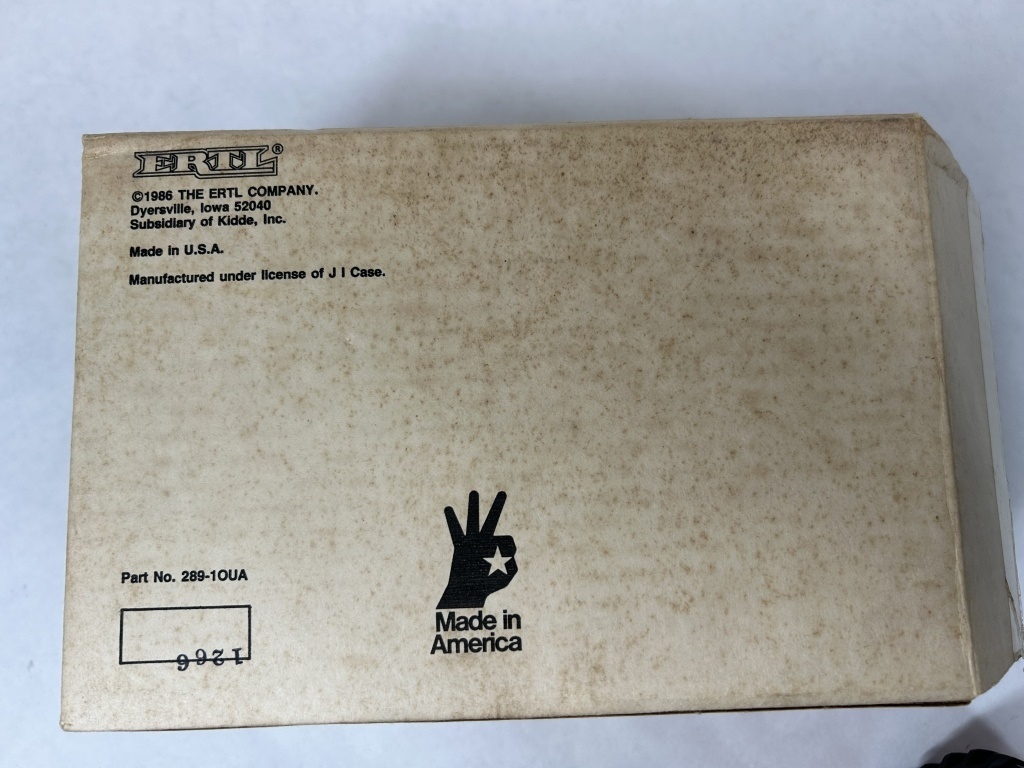 ERTL®
©1986 THE ERTL COMPANY.
Dyersville, Iowa 52040
Subsidiary of Kidde, Inc.
Made in U.S.A.
Manufactured under license of J I Case.
Part No. 289-1OUA
1266
Made in
America